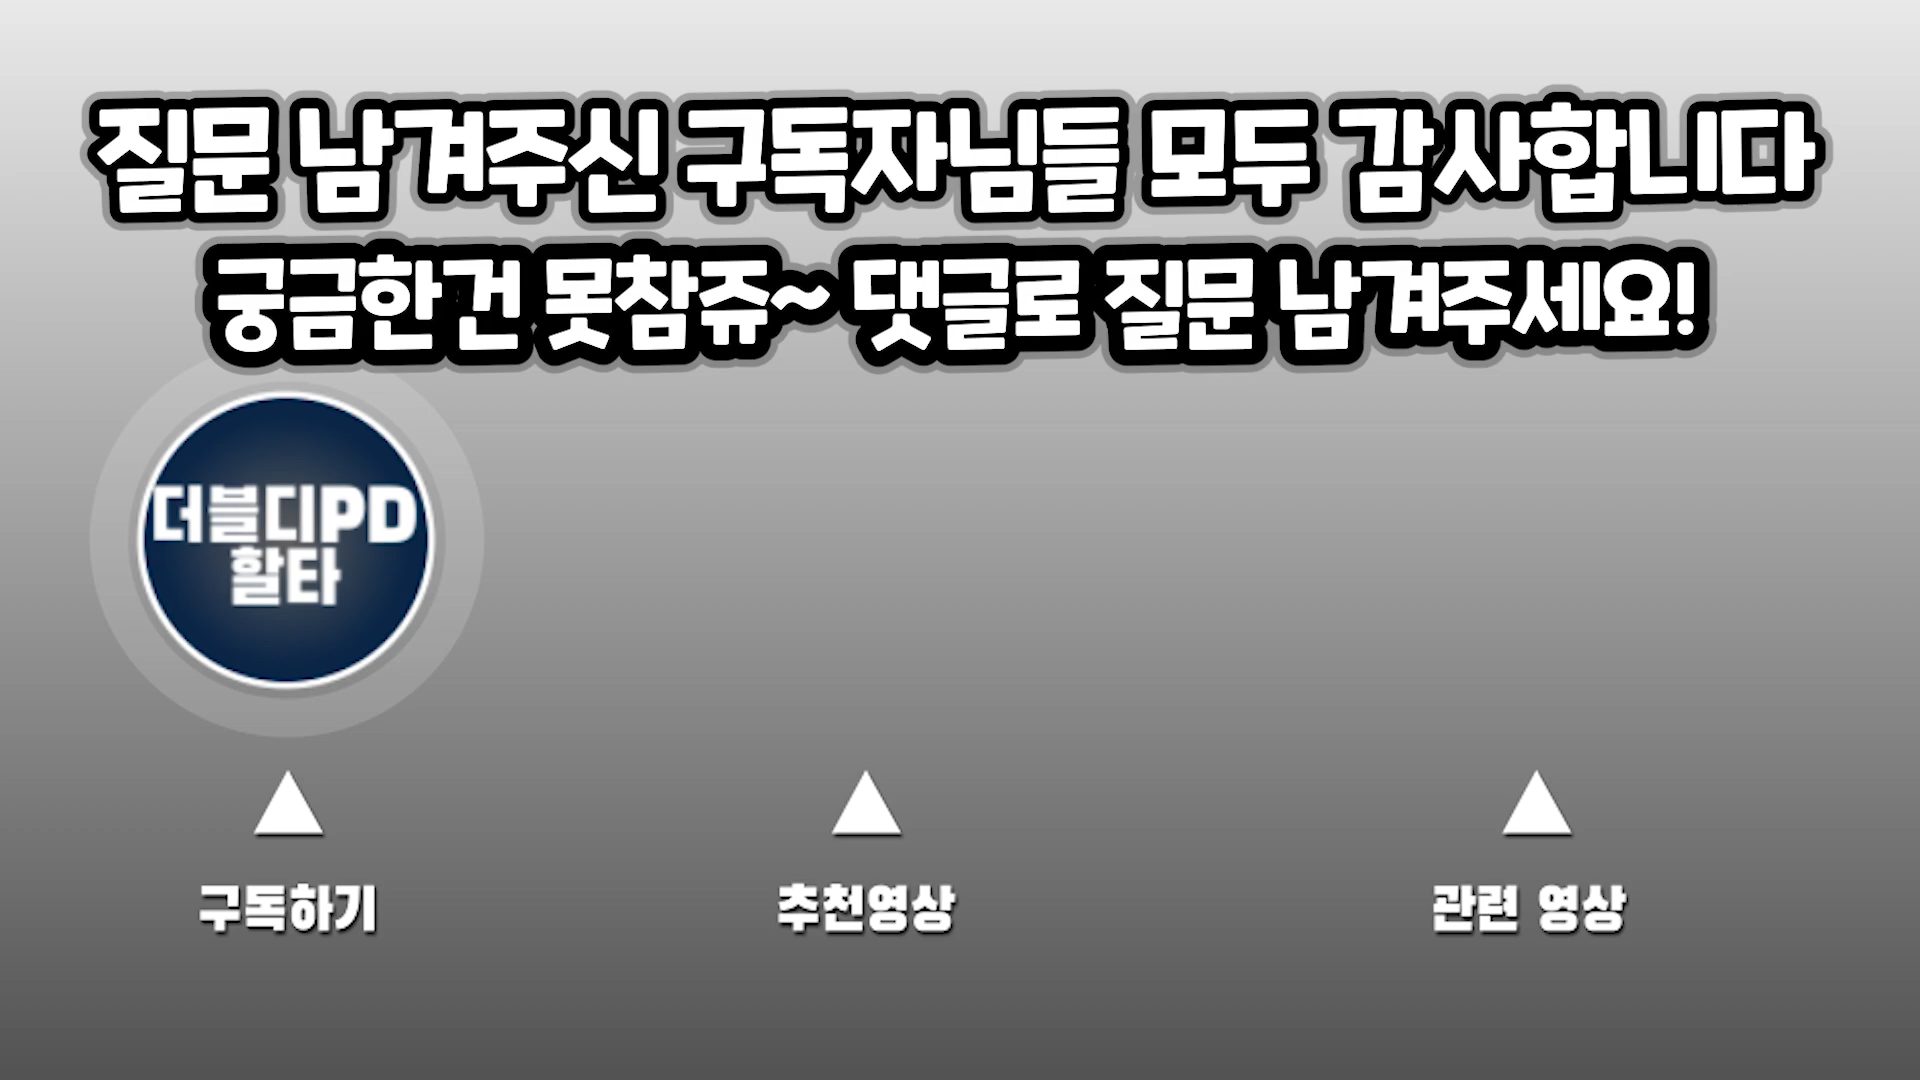 질문 남겨주신 구독자님들 모두 감사합니다
궁금한건 못참쥬~ 댓글로 질문 남겨주세요!
더블디PD
할타
구독하기
추천영상
관련 영상